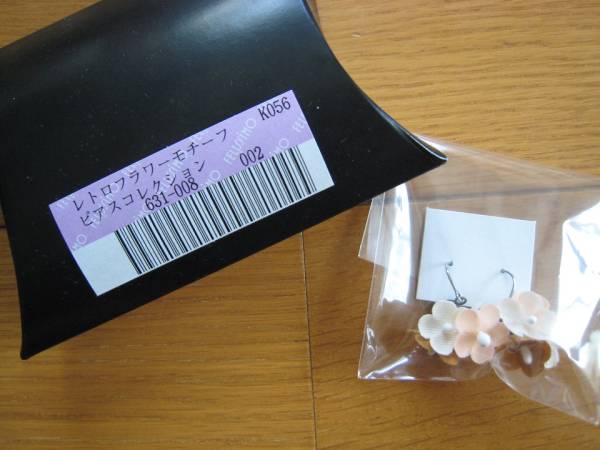 K056
レトロフラワーモチーフ
ピアスコレクション
631-008 002
FELISSIMO